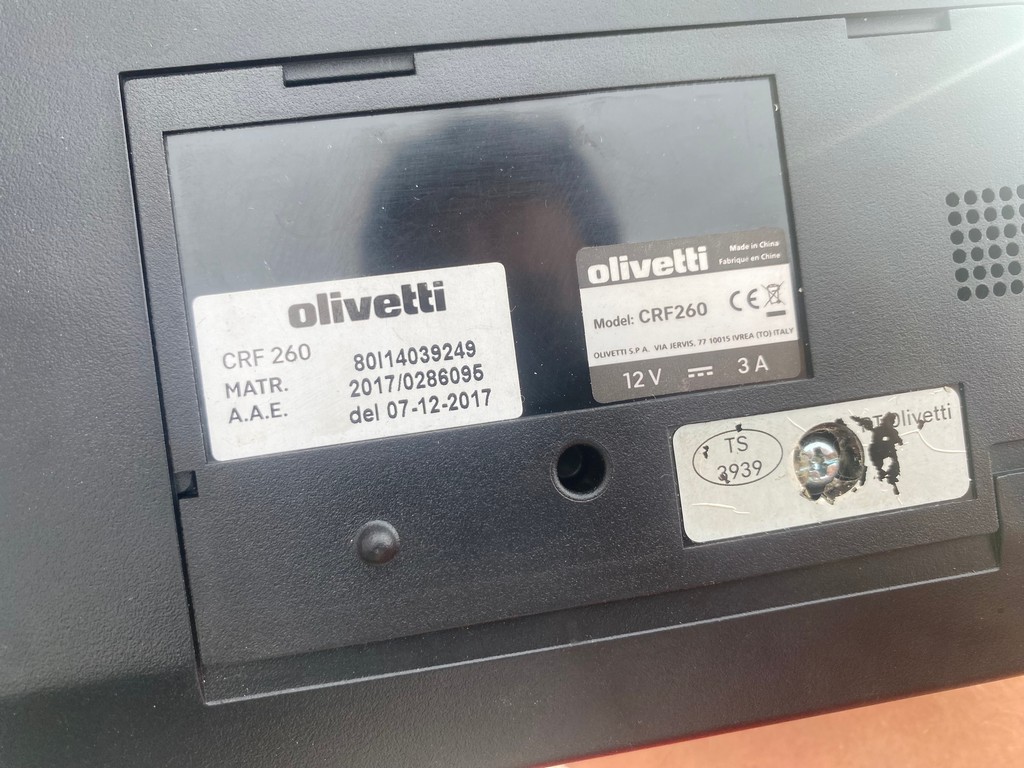 olivetti
CRF 260
MATR.
A.A.E.
80I14039249
2017/0286095
del 07-12-2017
olivetti
Made in China
Fabriqué en Chine
Model: CRF260
CE
OLIVETTI S.P A. VIA JERVIS, 77 10015 IVREA (TO) ITALY
12 V 3 A
TS
3939
Olivetti